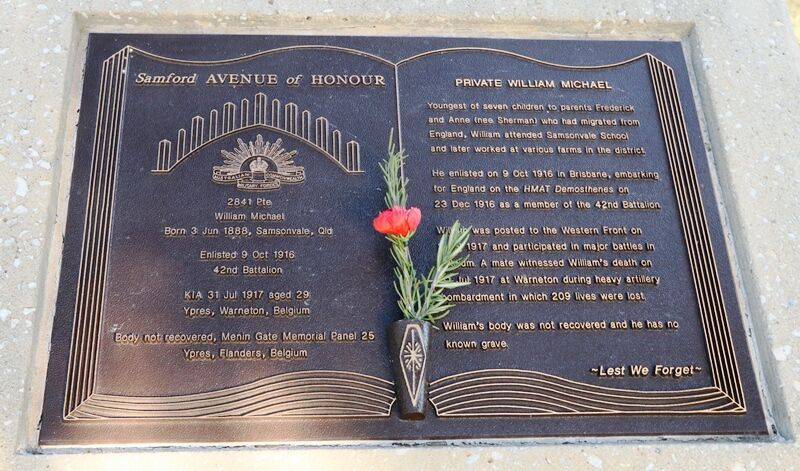 Samford AVENUE of HONOUR
AUSTRALIAN COMMONWEALTH
MILITARY FORCES
2841 Pte
William Michael
Born 3 Jun 1888, Samsonvale, Qld
Enlisted 9 Oct 1916
42nd Battalion
KIA 31 Jul 1917 aged 29
Ypres, Warneton, Belgium
Body not recovered, Menin Gate Memorial Panel 25
Ypres, Flanders, Belgium
PRIVATE WILLIAM MICHAEL
Youngest of seven children to parents Frederick
and Anne (nee Sherman) who had migrated from
England, William attended Samsonvale School
and later worked at various farms in the district.
He enlisted on 9 Oct 1916 in Brisbane, embarking
for England on the HMAT Demosthenes on
23 Dec 1916 as a member of the 42nd Battalion.
was posted to the Western Front on
1917 and participated in major battles in
A mate witnessed William's death on
1917 at Warneton during heavy artillery
bombardment in which 209 lives were lost.
William's body was not recovered and he has no
known grave.
~Lest We Forget~